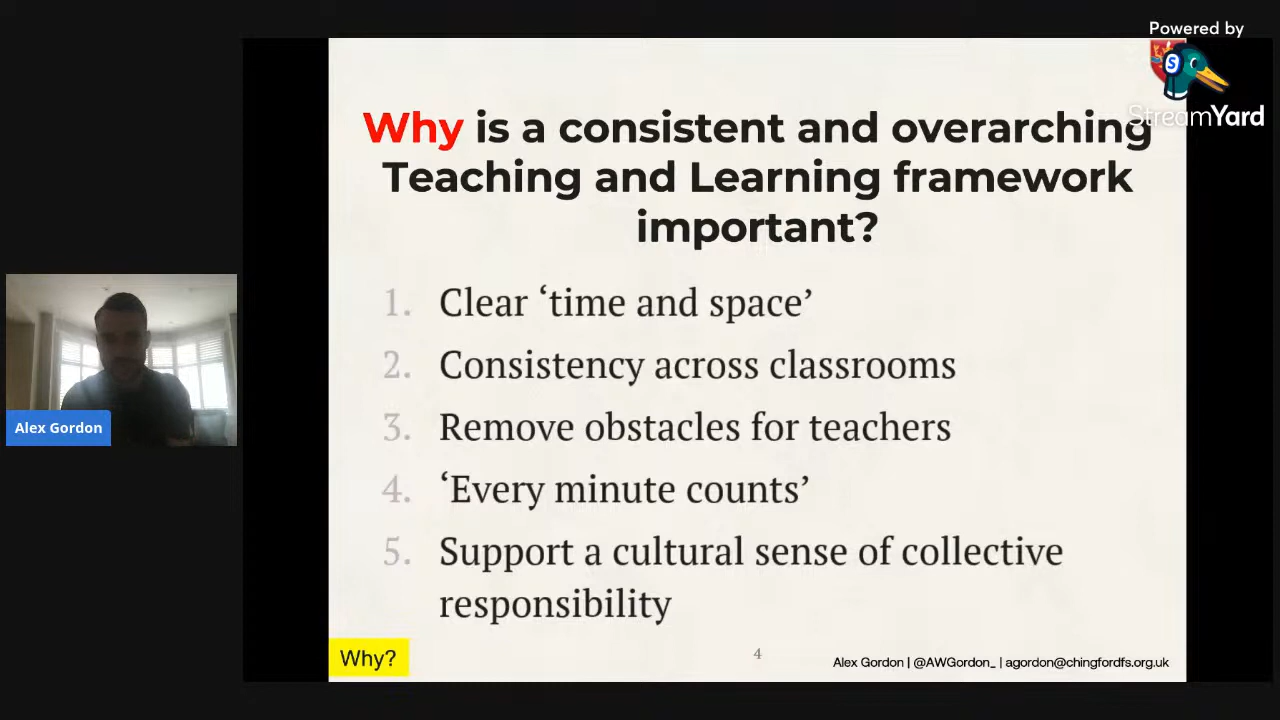 Powered by
StreamYard
Why is a consistent and overarching
Teaching and Learning framework
important?
1. Clear ‘time and space’
2. Consistency across classrooms
3. Remove obstacles for teachers
4. ‘Every minute counts’
5. Support a cultural sense of collective
responsibility
Alex Gordon
Why?
4
Alex Gordon | @AWGordon_ | agordon@chingfordfs.org.uk